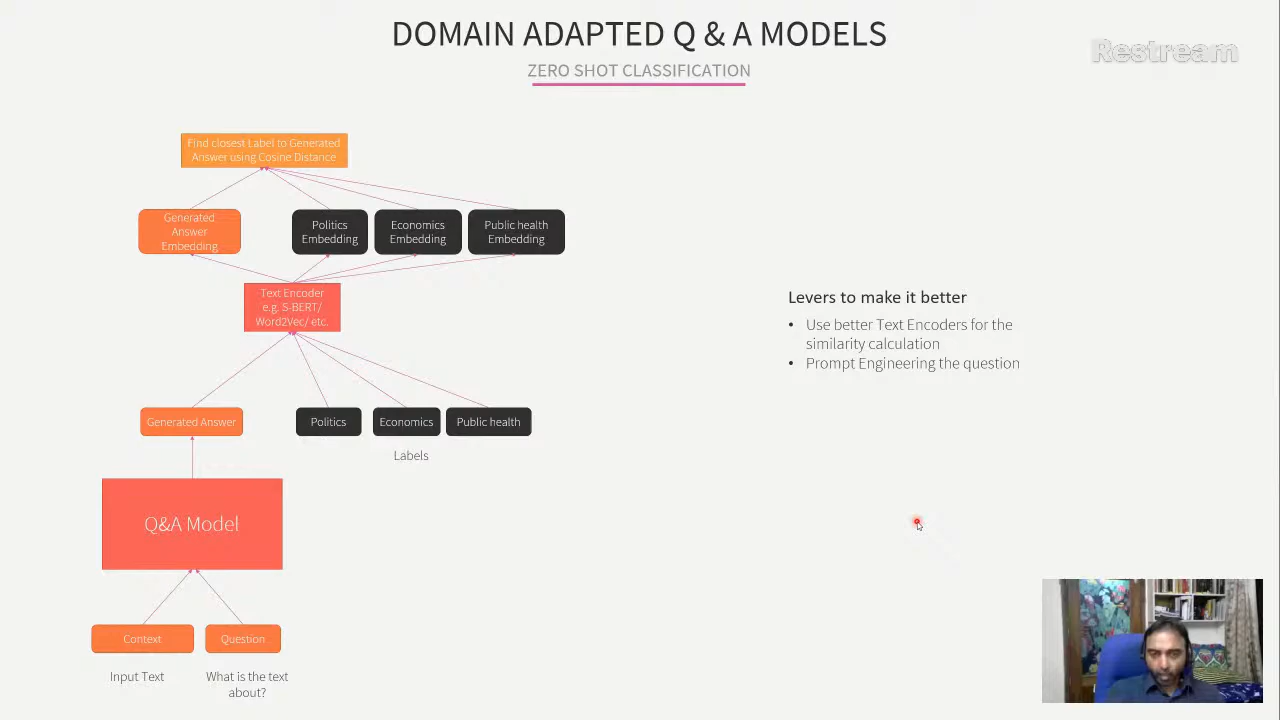 DOMAIN ADAPTED Q & A MODELS
ZERO SHOT CLASSIFICATION
Restream
Find closest Label to Generated
Answer using Cosine Distance
Generated
Answer
Embedding
Politics
Embedding
Economics
Embedding
Public health
Embedding
Text Encoder
e.g. S-BERT/
Word2Vec/ etc.
Levers to make it better
• Use better Text Encoders for the
similarity calculation
• Prompt Engineering the question
Generated Answer
Politics
Economics
Public health
Labels
Q&A Model
Context
Question
Input Text
What is the text
about?